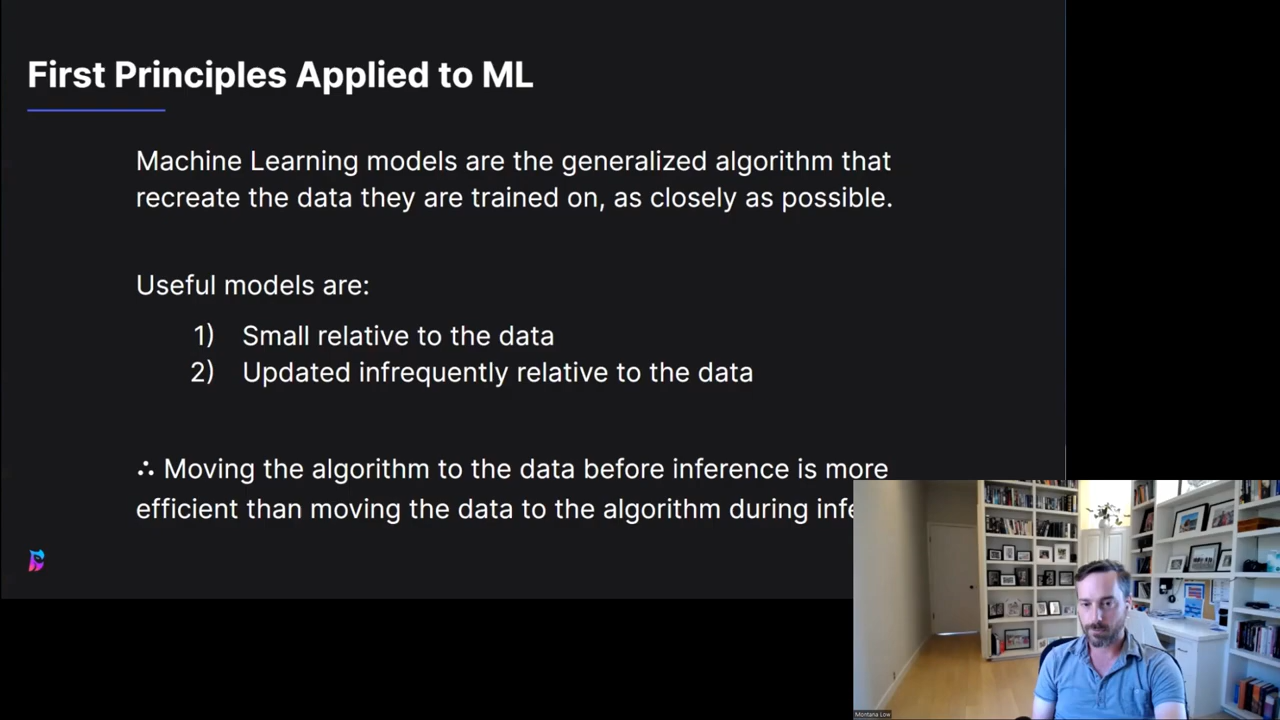 First Principles Applied to ML
Machine Learning models are the generalized algorithm that
recreate the data they are trained on, as closely as possible.
Useful models are:
1) Small relative to the data
2) Updated infrequently relative to the data
∴ Moving the algorithm to the data before inference is more
efficient than moving the data to the algorithm during infe
Montana Low